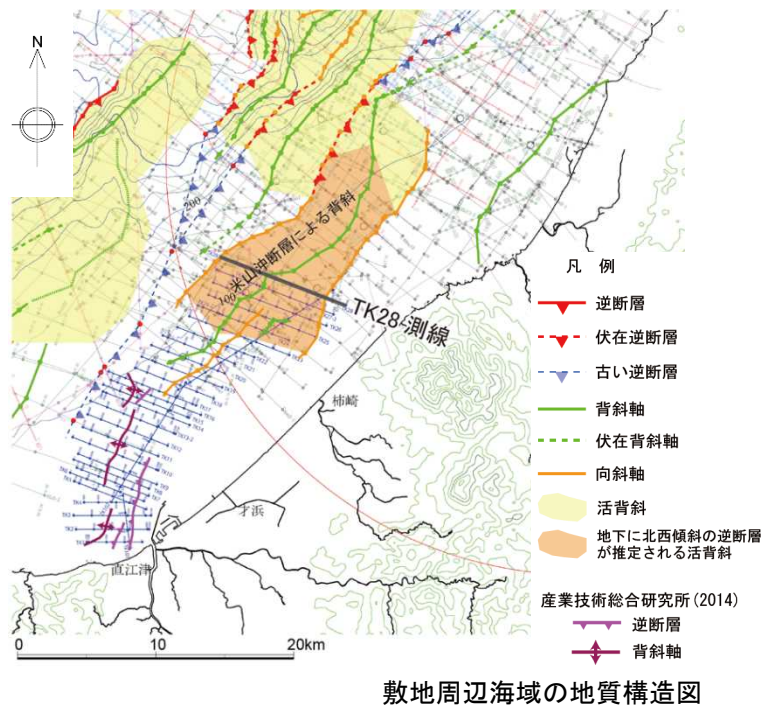 N
200
100
米山沖断層による背斜
TK28-測線
柿崎
才浜
直江津
0 10 20km
凡 例
逆断層
伏在逆断層
古い逆断層
背斜軸
伏在背斜軸
向斜軸
活背斜
地下に北西傾斜の逆断層
が推定される活背斜
産業技術総合研究所(2014)
逆断層
背斜軸
敷地周辺海域の地質構造図